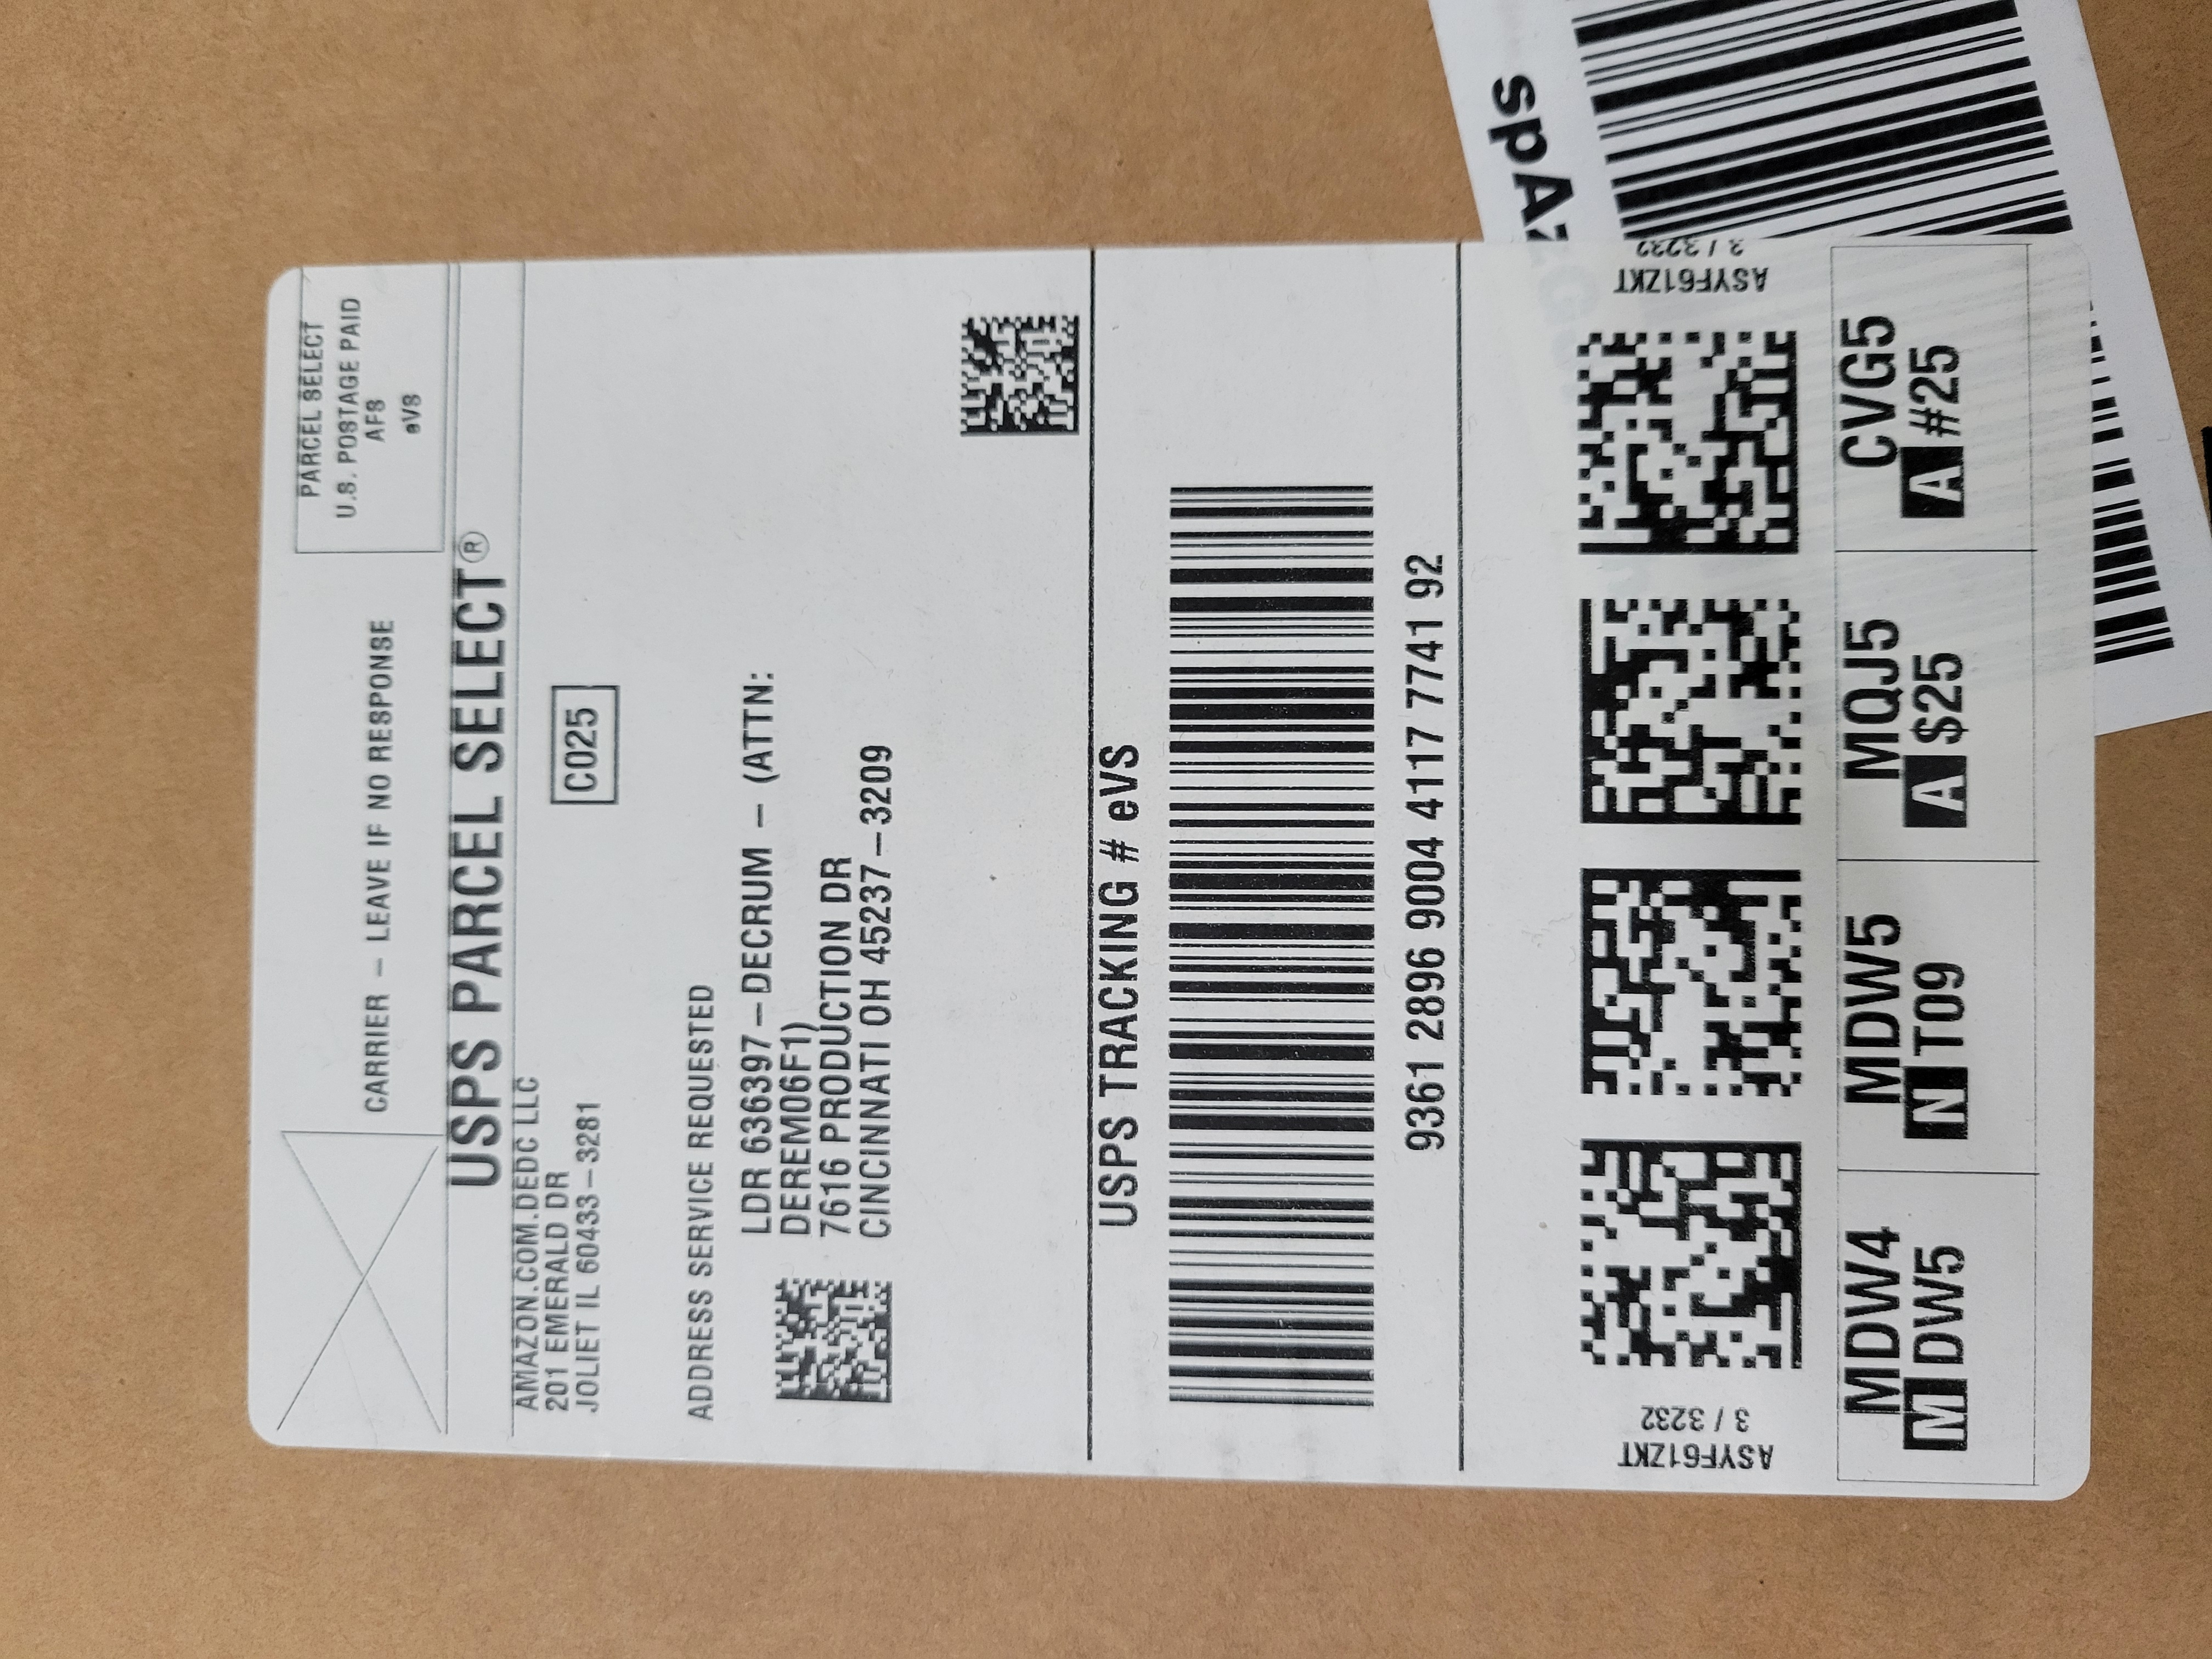 PARCEL SELECT
U.S. POSTAGE PAID
AFS
eVS
CARRIER – LEAVE IF NO RESPONSE
USPS PARCEL SELECT®
AMAZON.COM.DEDC LLC
201 EMERALD DR
JOLIET IL 60433–3281
C025
ADDRESS SERVICE REQUESTED
LDR 636397–DECRUM – (ATTN:
DEREM06F1)
7616 PRODUCTION DR
CINCINNATI OH 45237–3209
USPS TRACKING # eVS
9361 2896 9004 4117 7741 92
ASYF61ZKT
3 / 3232
ASYF61ZKT
3 / 3232
MDW4
M DW5
MDW5
N T09
MQJ5
A $25
CVG5
A #25